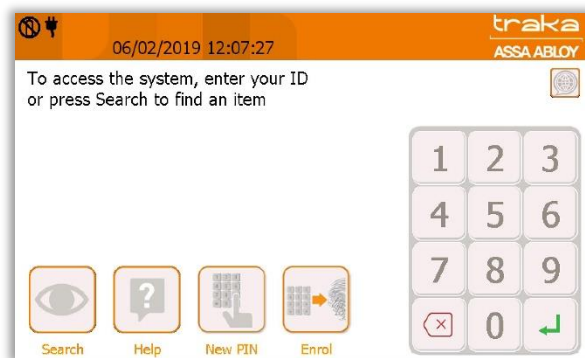 traka
06/02/2019 12:07:27
ASSA ABLOY
To access the system, enter your ID
or press Search to find an item
1 2 3
4 5 6
7 8 9
0
?
Search Help New PIN Enrol